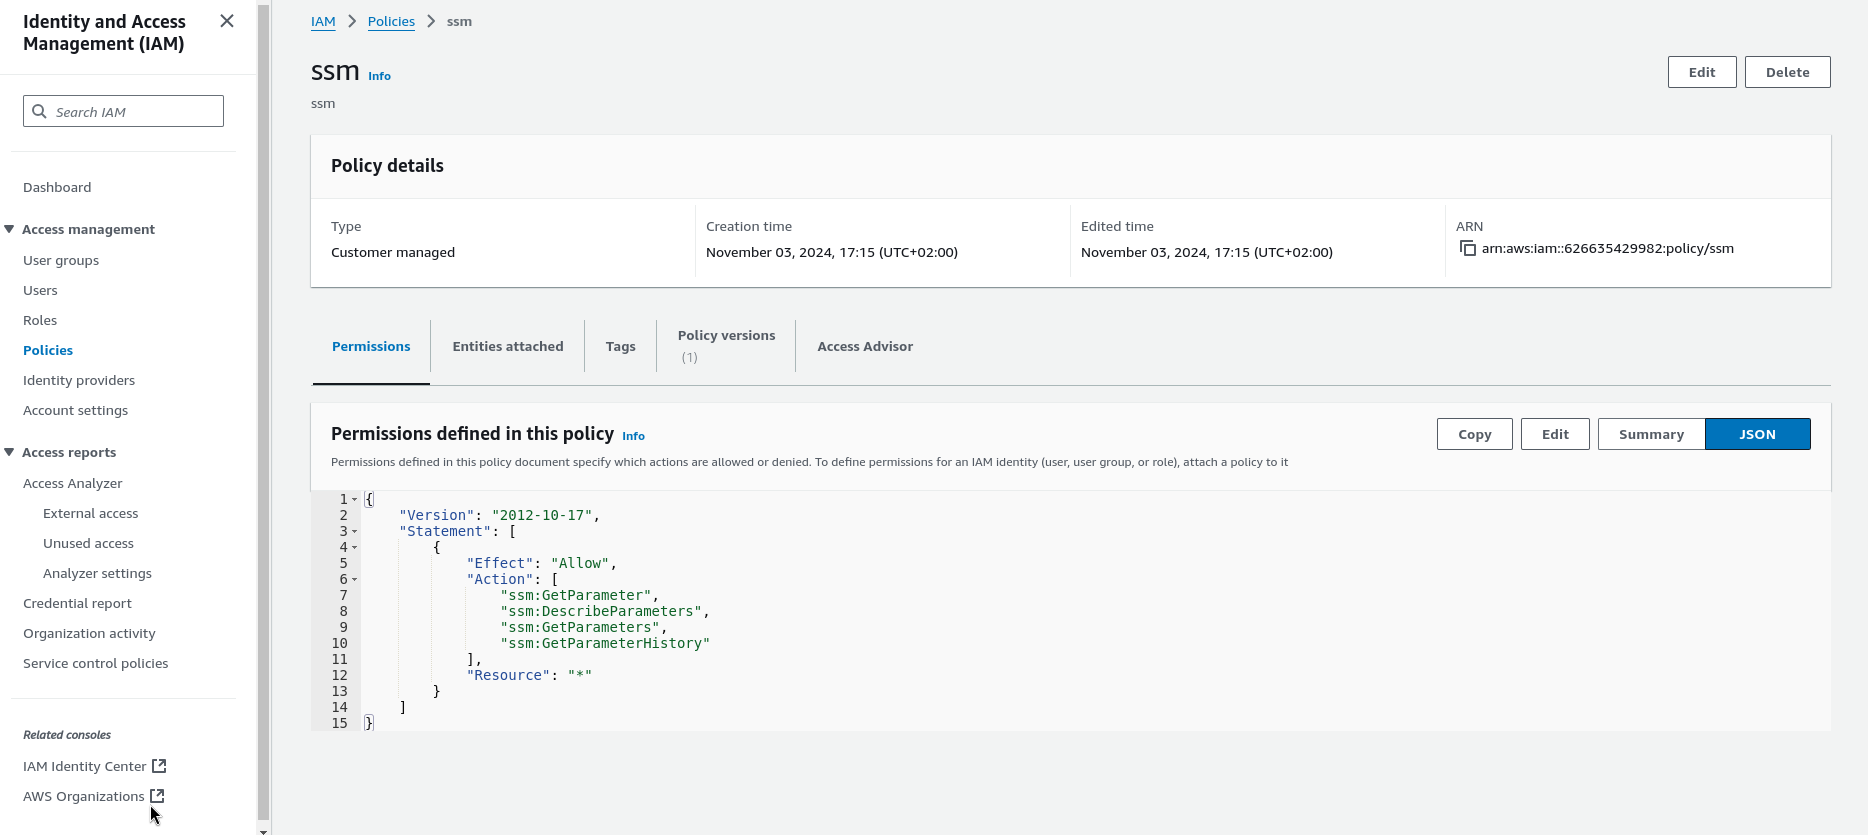 Identity and Access
Management (IAM)
Search IAM
Dashboard
Access management
User groups
Users
Roles
Policies
Identity providers
Account settings
Access reports
Access Analyzer
External access
Unused access
Analyzer settings
Credential report
Organization activity
Service control policies
Related consoles
IAM Identity Center
AWS Organizations
IAM > Policies > ssm
ssm Info
Edit Delete
ssm
Policy details
Type
Customer managed
Creation time
November 03, 2024, 17:15 (UTC+02:00)
Edited time
November 03, 2024, 17:15 (UTC+02:00)
ARN
arn:aws:iam::626635429982:policy/ssm
Permissions
Entities attached
Tags
Policy versions
(1)
Access Advisor
Permissions defined in this policy Info
Copy Edit Summary JSON
Permissions defined in this policy document specify which actions are allowed or denied. To define permissions for an IAM identity (user, user group, or role), attach a policy to it
1 {
2 "Version": "2012-10-17",
3 "Statement": [
4 {
5 "Effect": "Allow",
6 "Action": [
7 "ssm:GetParameter",
8 "ssm:DescribeParameters",
9 "ssm:GetParameters",
10 "ssm:GetParameterHistory"
11 ],
12 "Resource": "*"
13 }
14 ]
15 }